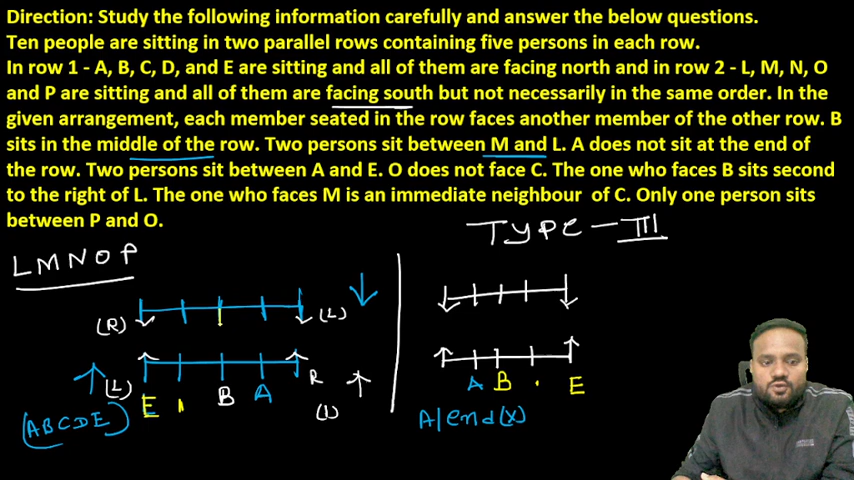 Direction: Study the following information carefully and answer the below questions.
Ten people are sitting in two parallel rows containing five persons in each row.
In row 1 - A, B, C, D, and E are sitting and all of them are facing north and in row 2 - L, M, N, O
and P are sitting and all of them are facing south but not necessarily in the same order. In the
given arrangement, each member seated in the row faces another member of the other row. B
sits in the middle of the row. Two persons sit between M and L. A does not sit at the end of
the row. Two persons sit between A and E. O does not face C. The one who faces B sits second
to the right of L. The one who faces M is an immediate neighbour of C. Only one person sits
between P and O.
TYPE - III
LMNOP
(R) (L)
(L) R
E B A (1)
(ABCDE)
A B E
A/end(x)